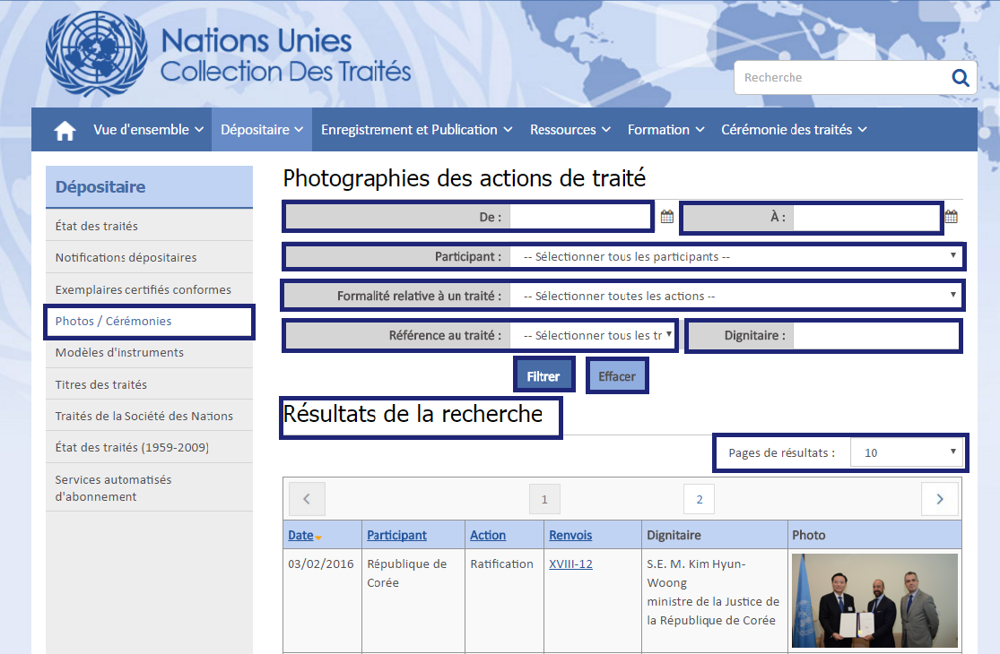 Nations Unies
Collection Des Traités
Recherche
Vue d'ensemble Dépositaire Enregistrement et Publication Ressources Formation Cérémonie des traités
Dépositaire
État des traités
Notifications dépositaires
Exemplaires certifiés conformes
Photos / Cérémonies
Modèles d'instruments
Titres des traités
Traités de la Société des Nations
État des traités (1959-2009)
Services automatisés
d'abonnement
Photographies des actions de traité
De : À :
Participant : -- Sélectionner tous les participants --
Formalité relative à un traité : -- Sélectionner toutes les actions --
Référence au traité : -- Sélectionner tous les tr Dignitaire :
Filtrer Effacer
Résultats de la recherche
Pages de résultats : 10
1 2
Date Participant Action Renvois Dignitaire Photo
03/02/2016 République de Ratification XVIII-12 S.E. M. Kim Hyun-
Corée Woong
ministre de la Justice de
la République de Corée